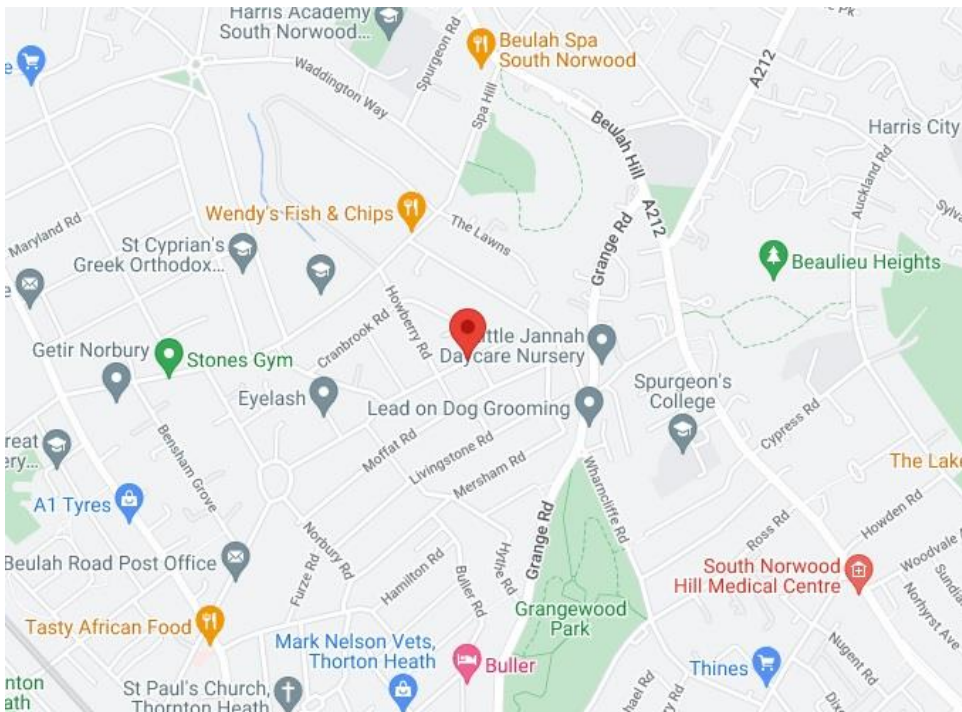 Harris Academy
South Norwood...
Spurgeon Rd
Beulah Spa
South Norwood
A212
Waddington Way
Spa Hill
Beulah Hill
Harris City
Auckland Rd
Wendy's Fish & Chips
The Lawns
A212
Maryland Rd
St Cyprian's
Greek Orthodox...
Grange Rd
Beaulieu Heights
Howberry Rd
Cranbrook Rd
Getir Norbury
Stones Gym
ttle Jannah
Daycare Nursery
Eyelash
Lead on Dog Grooming
Spurgeon's
College
Cypress Rd
Moffat Rd
Livingstone Rd
Mersham Rd
Bensham Grove
The Lake
A1 Tyres
Wharncliffe Rd
Grange Rd
Ross Rd
Howden Rd
Norbury Rd
Beulah Road Post Office
Furze Rd
Hamilton Rd
Buller Rd
Hythe Rd
South Norwood
Hill Medical Centre
Norhyrst Ave
Grangewood
Park
Tasty African Food
Mark Nelson Vets,
Thorton Heath
Buller
Thines
Nugent Rd
St Paul's Church,
Thornton Heath